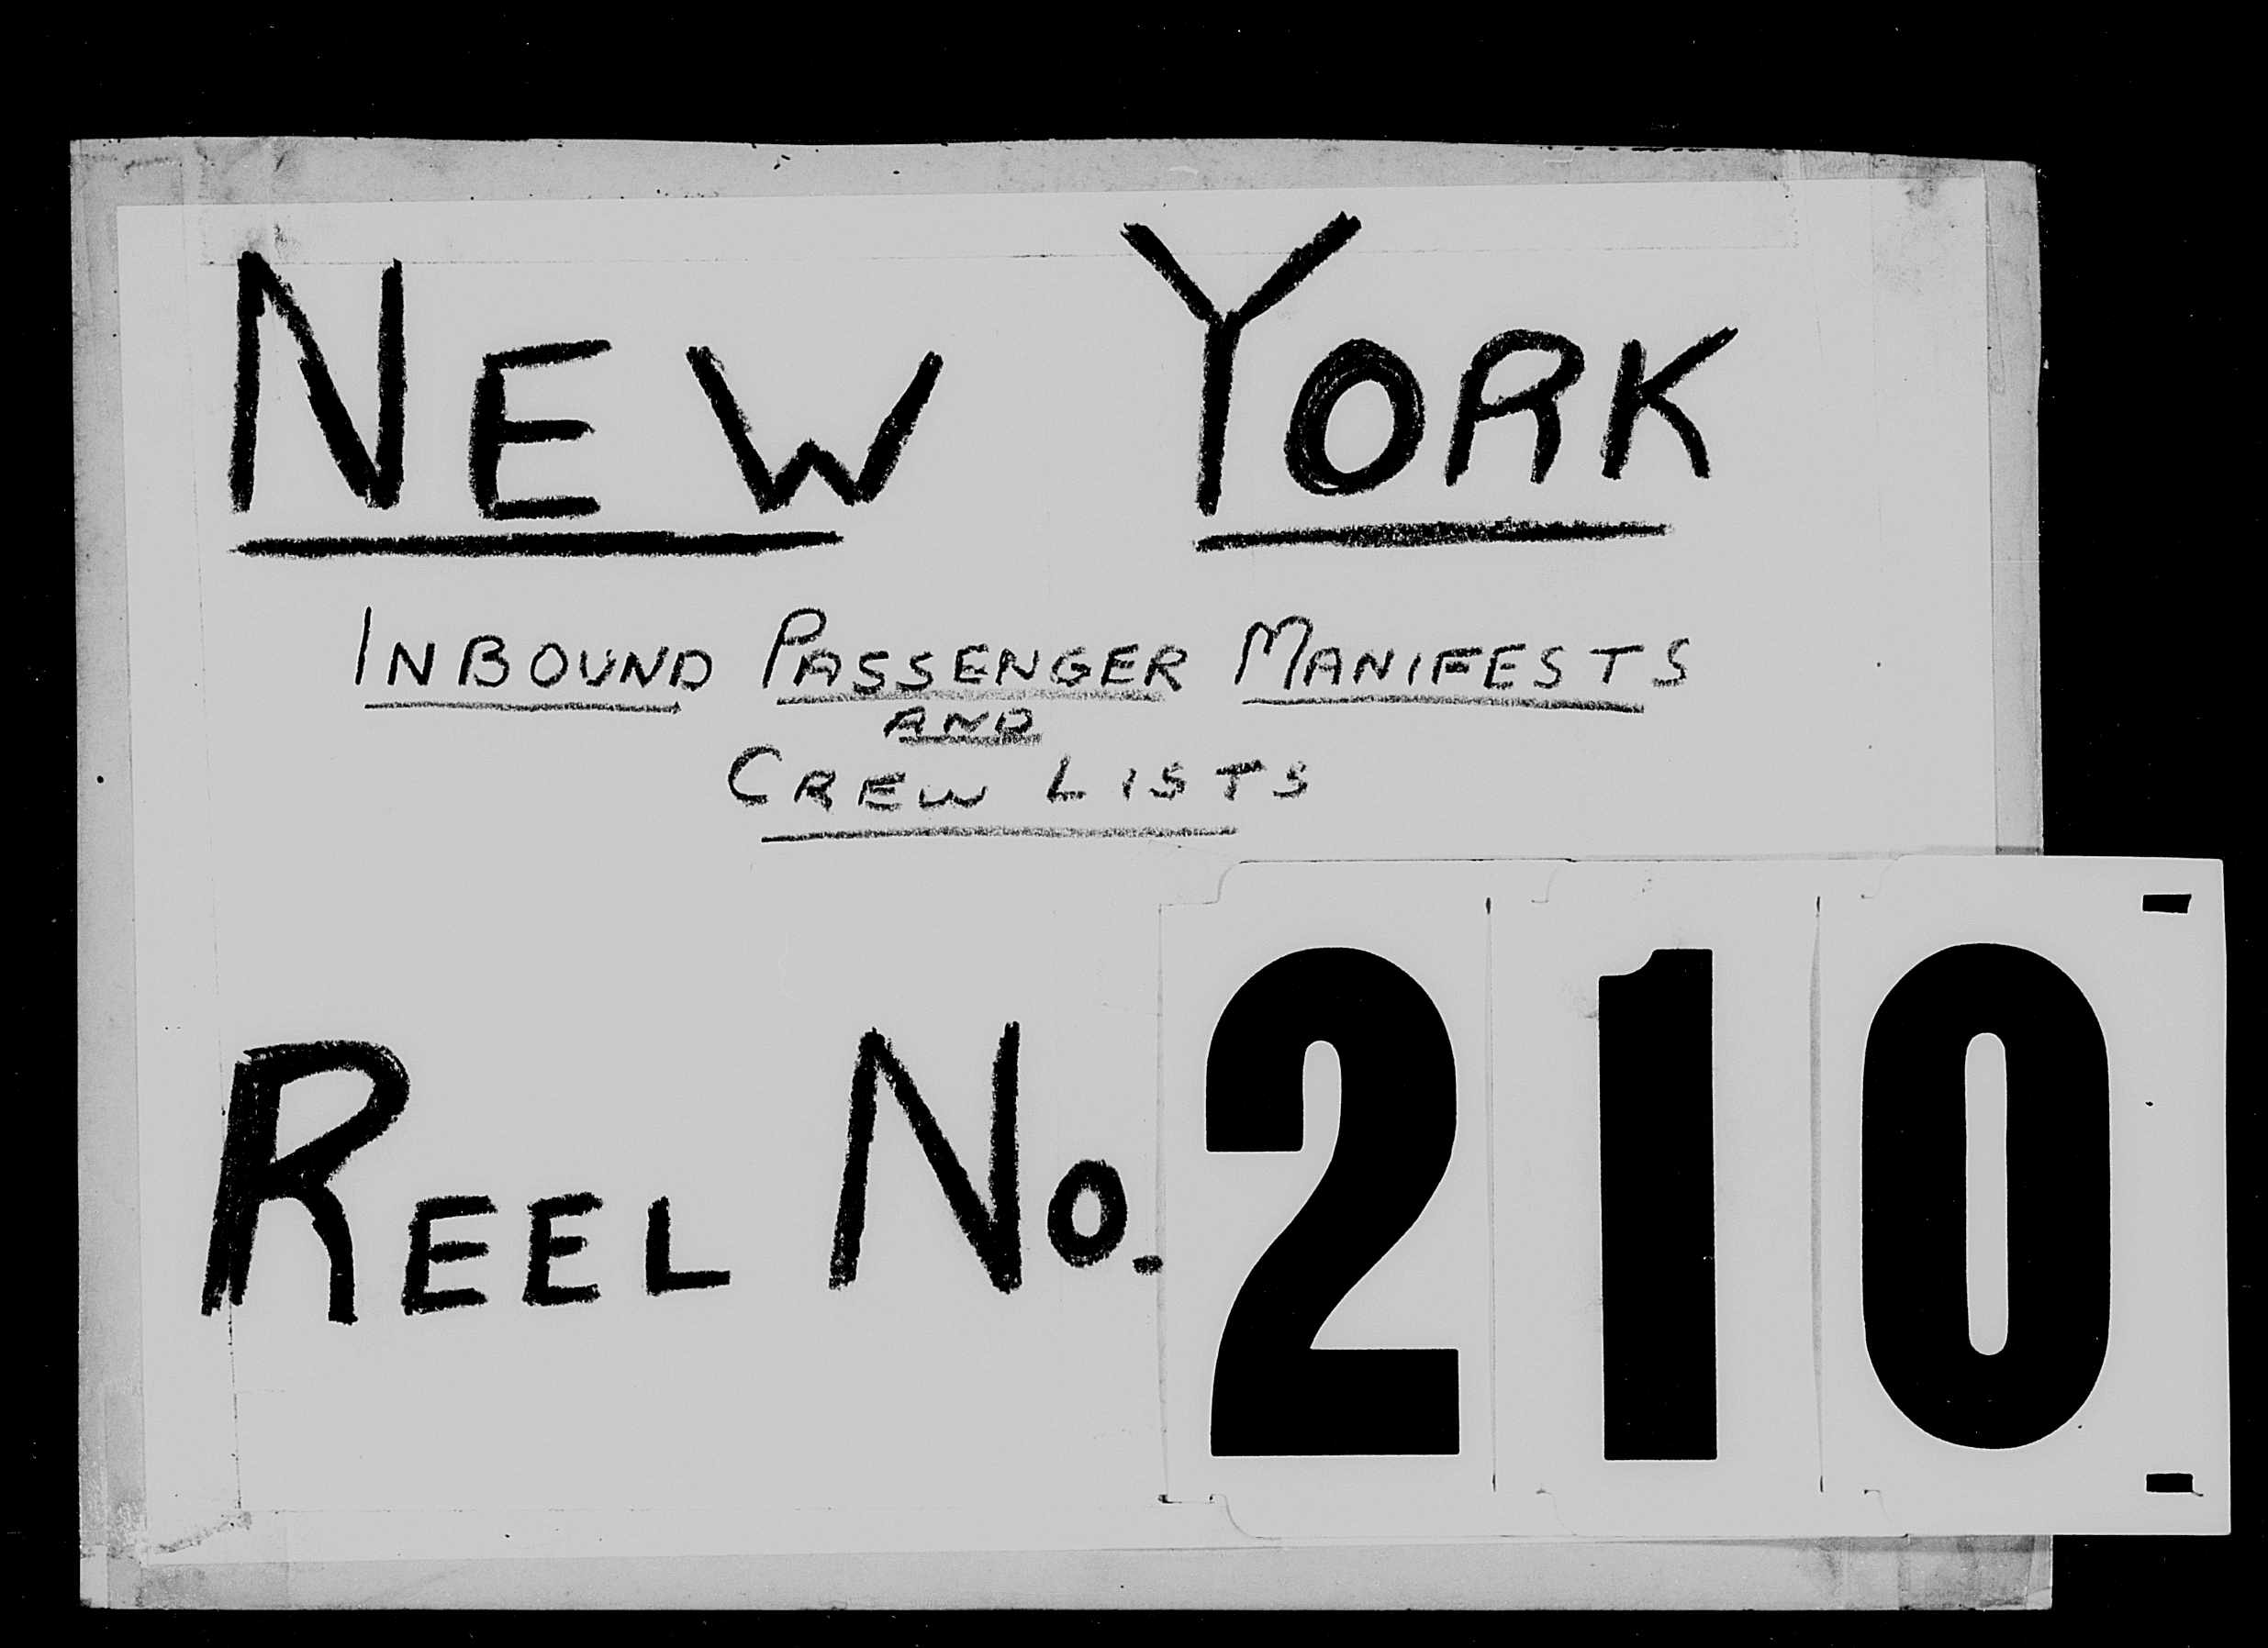 NEW YORK
INBOUND PASSENGER MANIFESTS
AND
CREW LISTS
REEL NO. 210